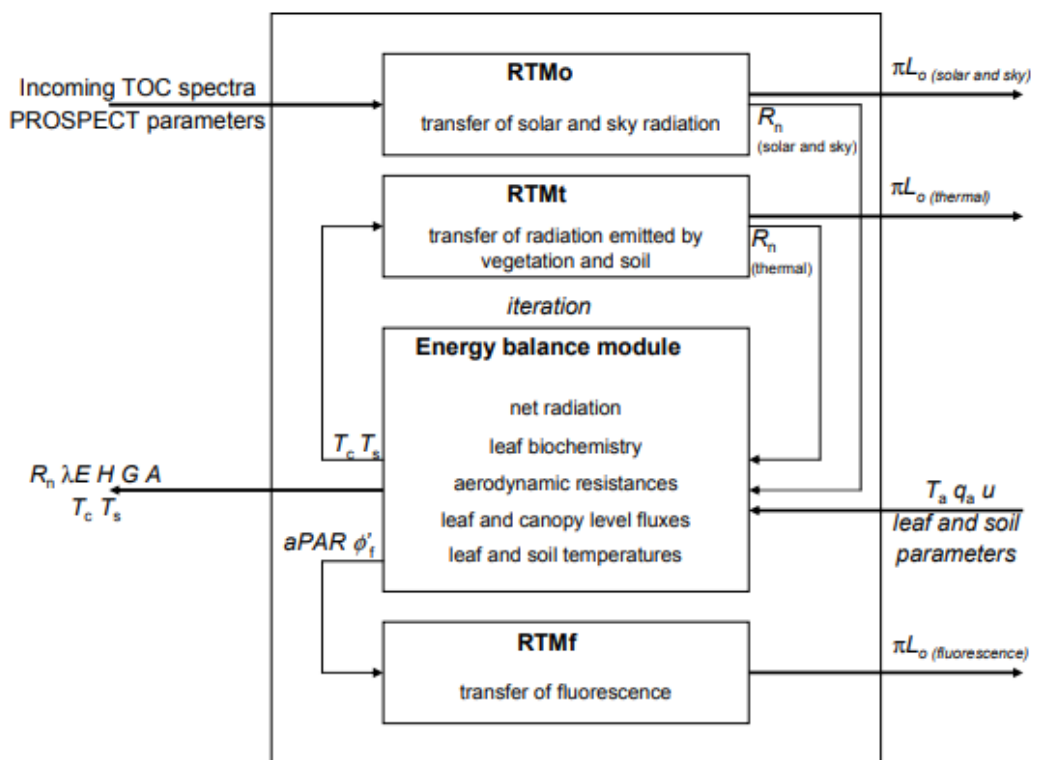 Incoming TOC spectra
PROSPECT parameters
RTMo
transfer of solar and sky radiation
πLo (solar and sky)
Rn
(solar and sky)
RTMt
transfer of radiation emitted by
vegetation and soil
πLo (thermal)
Rn
(thermal)
iteration
Energy balance module
net radiation
leaf biochemistry
aerodynamic resistances
leaf and canopy level fluxes
leaf and soil temperatures
Tc Ts
Rn λE H G A
Tc Ts
aPAR ϕ'f
Ta qa u
leaf and soil
parameters
RTMf
transfer of fluorescence
πLo (fluorescence)